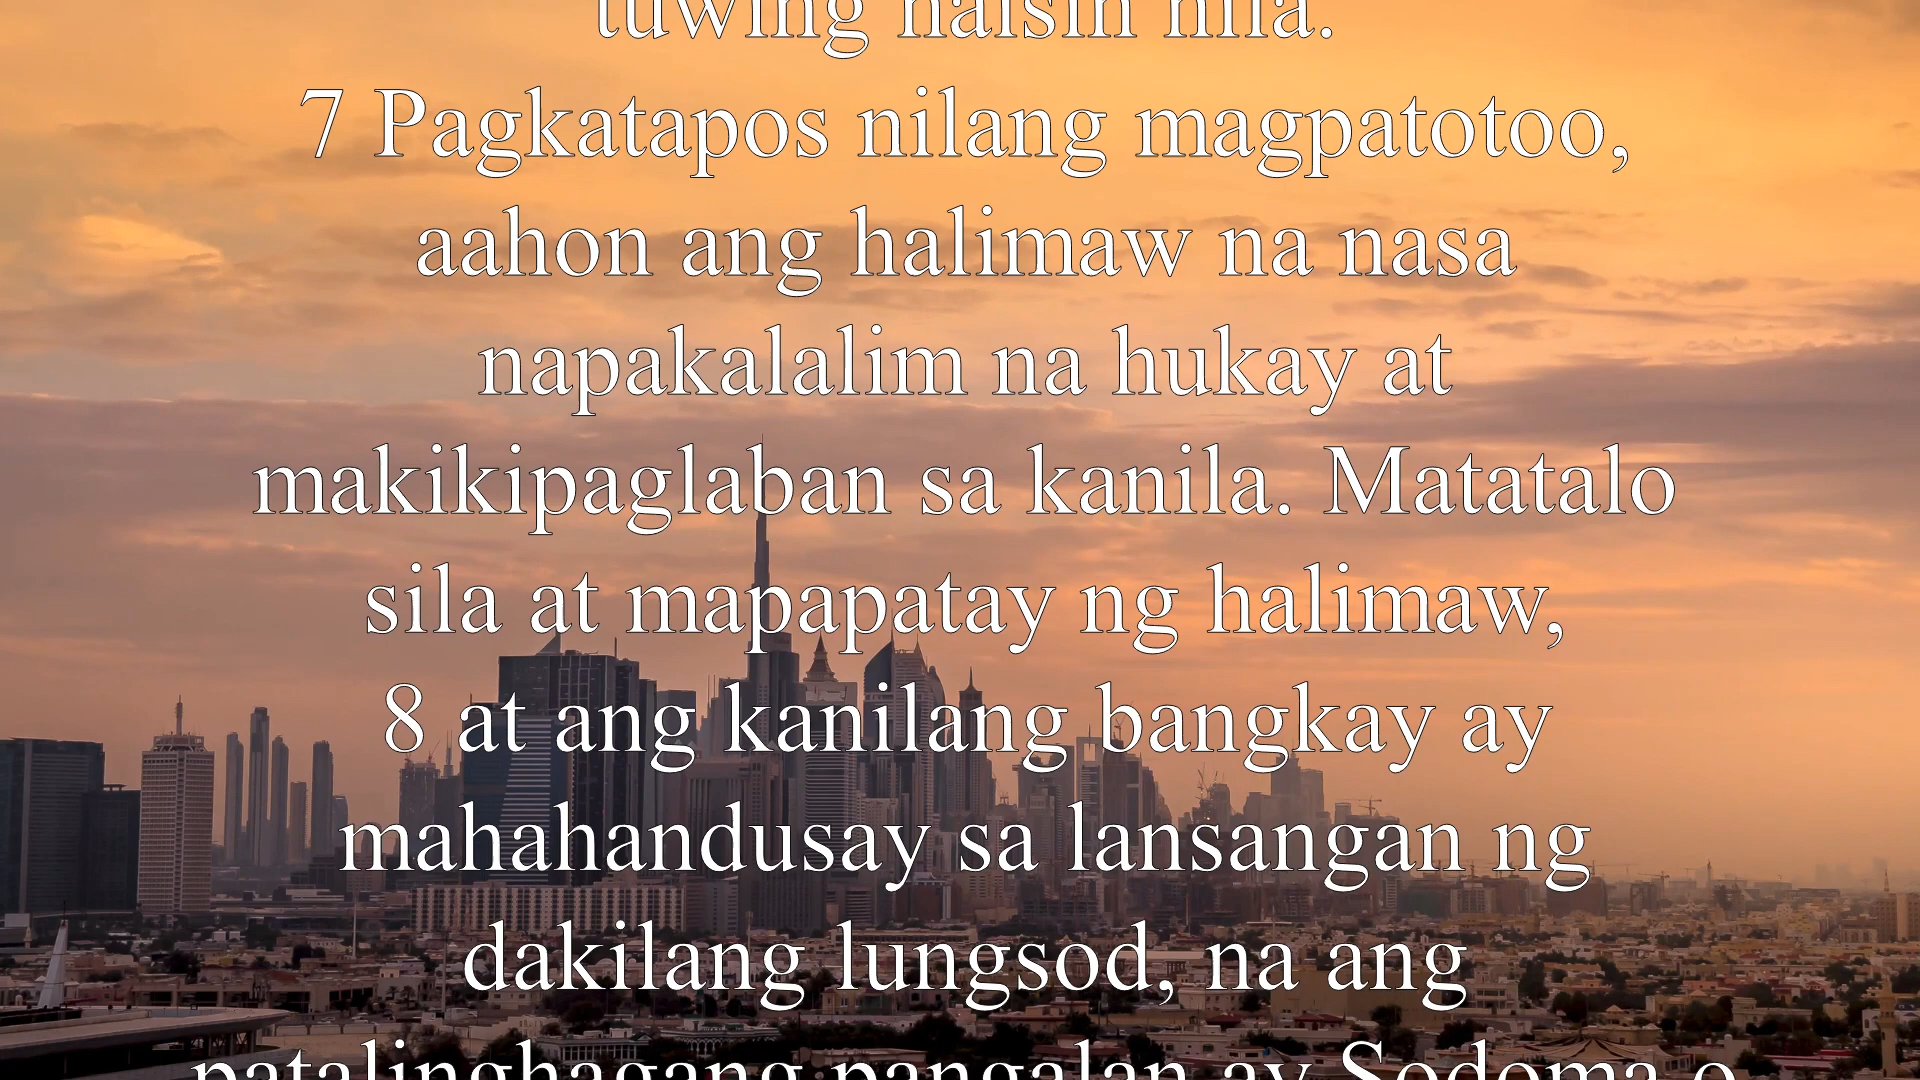 tuwing naisin nila.
7 Pagkatapos nilang magpatotoo,
aahon ang halimaw na nasa
napakalalim na hukay at
makikipaglaban sa kanila. Matatalo
sila at mapapatay ng halimaw,
8 at ang kanilang bangkay ay
mahahandusay sa lansangan ng
dakilang lungsod, na ang
patalinghagang pangalan ay Sodoma o